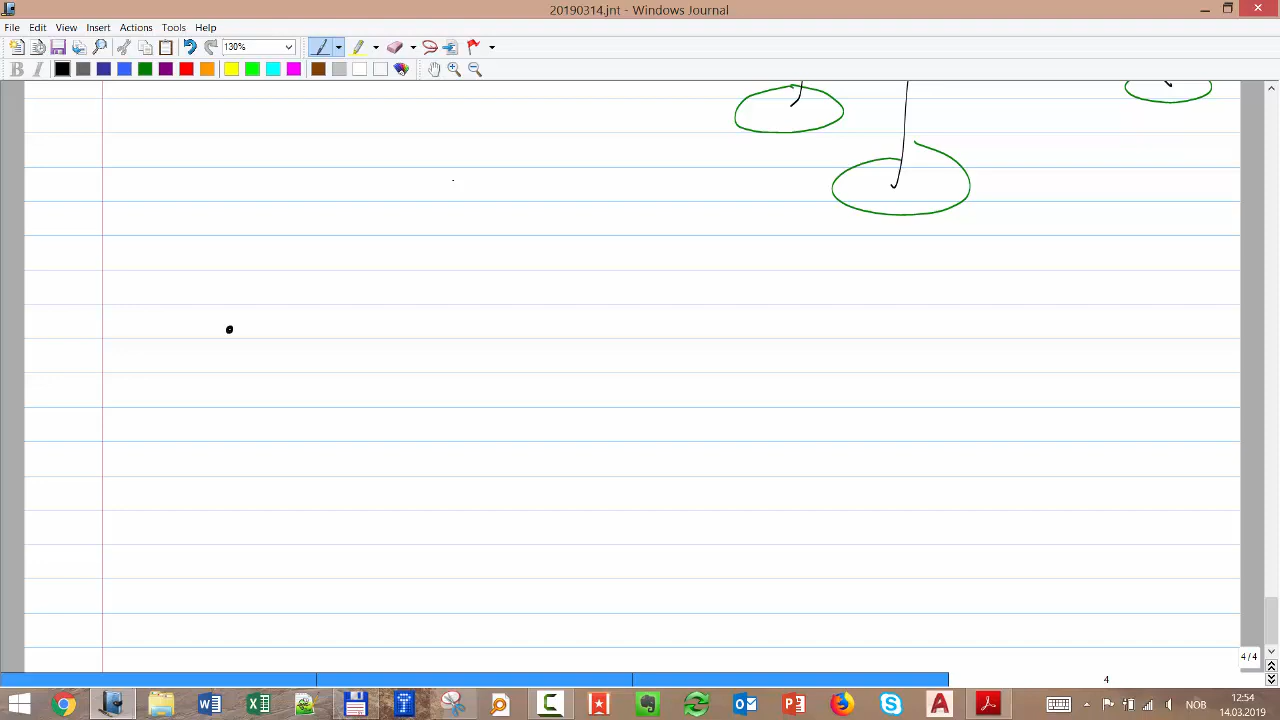 20190314.jnt - Windows Journal
File Edit View Insert Actions Tools Help
130%
B I
4 / 4
4
12:54
NOB
14.03.2019